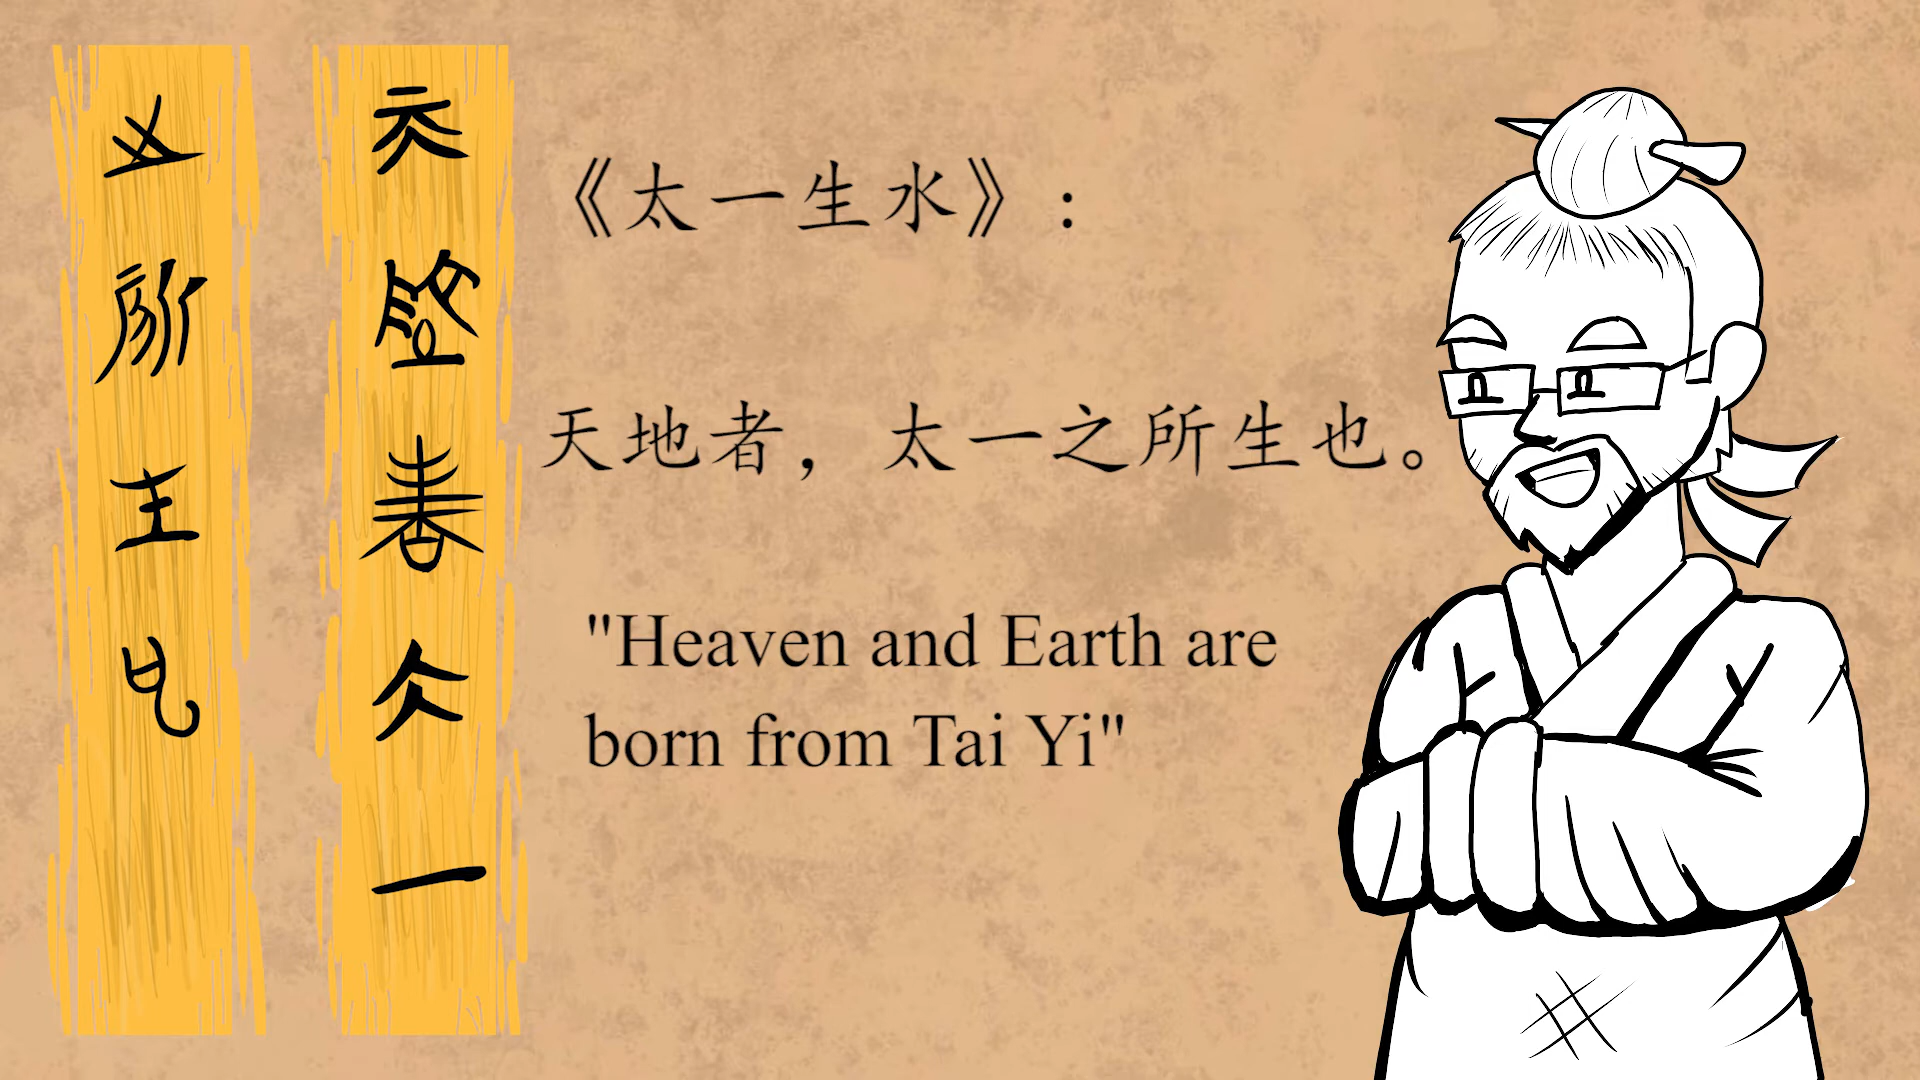 天地者大一
之所生也
《太一生水》:
天地者,太一之所生也。
"Heaven and Earth are
born from Tai Yi"